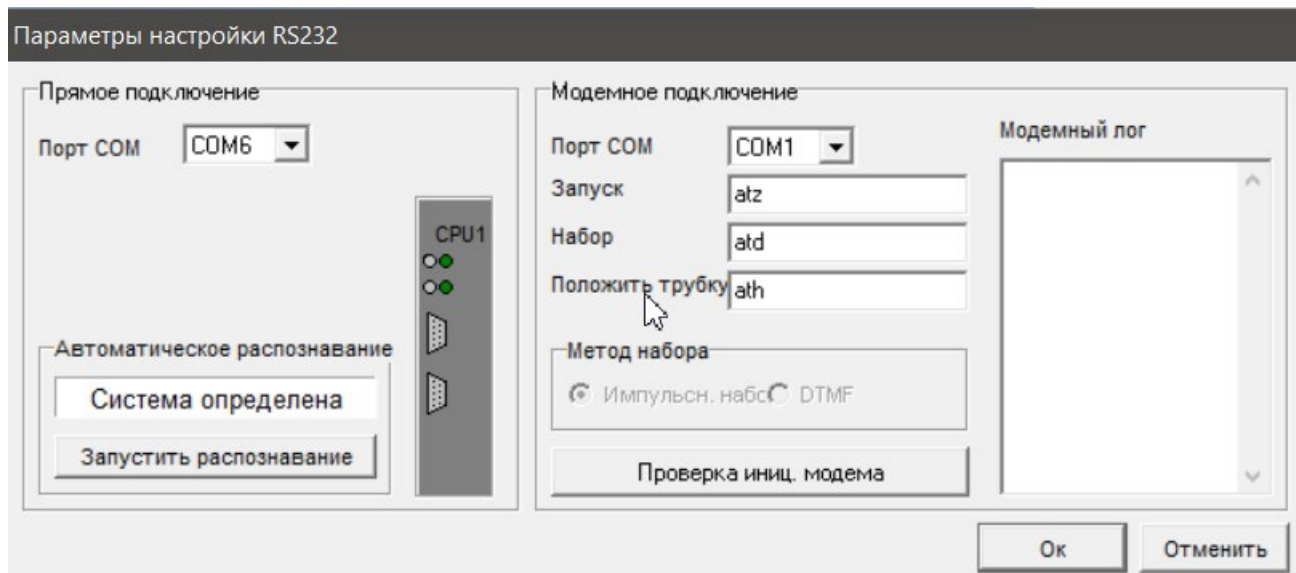 Параметры настройки RS232
Прямое подключение
Порт COM
COM6
CPU1
Автоматическое распознавание
Система определена
Запустить распознавание
Модемное подключение
Порт COM
COM1
Запуск
atz
Набор
atd
Положить трубку
ath
Метод набора
Импульсн. набо
DTMF
Проверка иниц. модема
Модемный лог
Ок
Отменить